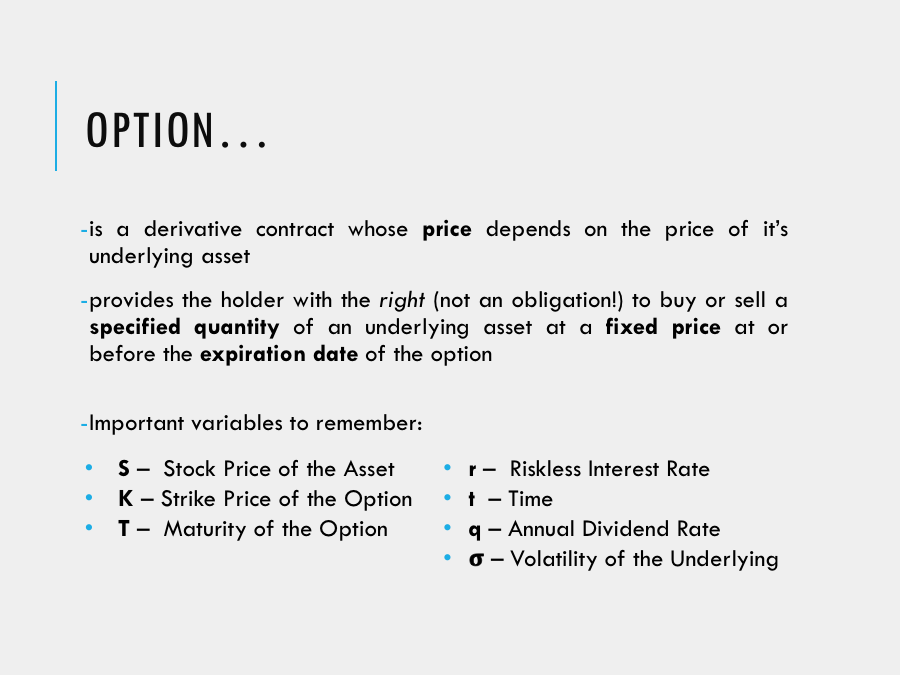 OPTION...
-is a derivative contract whose price depends on the price of it's
underlying asset
-provides the holder with the right (not an obligation!) to buy or sell a
specified quantity of an underlying asset at a fixed price at or
before the expiration date of the option
-Important variables to remember:
• S – Stock Price of the Asset
• K – Strike Price of the Option
• T – Maturity of the Option
• r – Riskless Interest Rate
• t – Time
• q – Annual Dividend Rate
• σ – Volatility of the Underlying